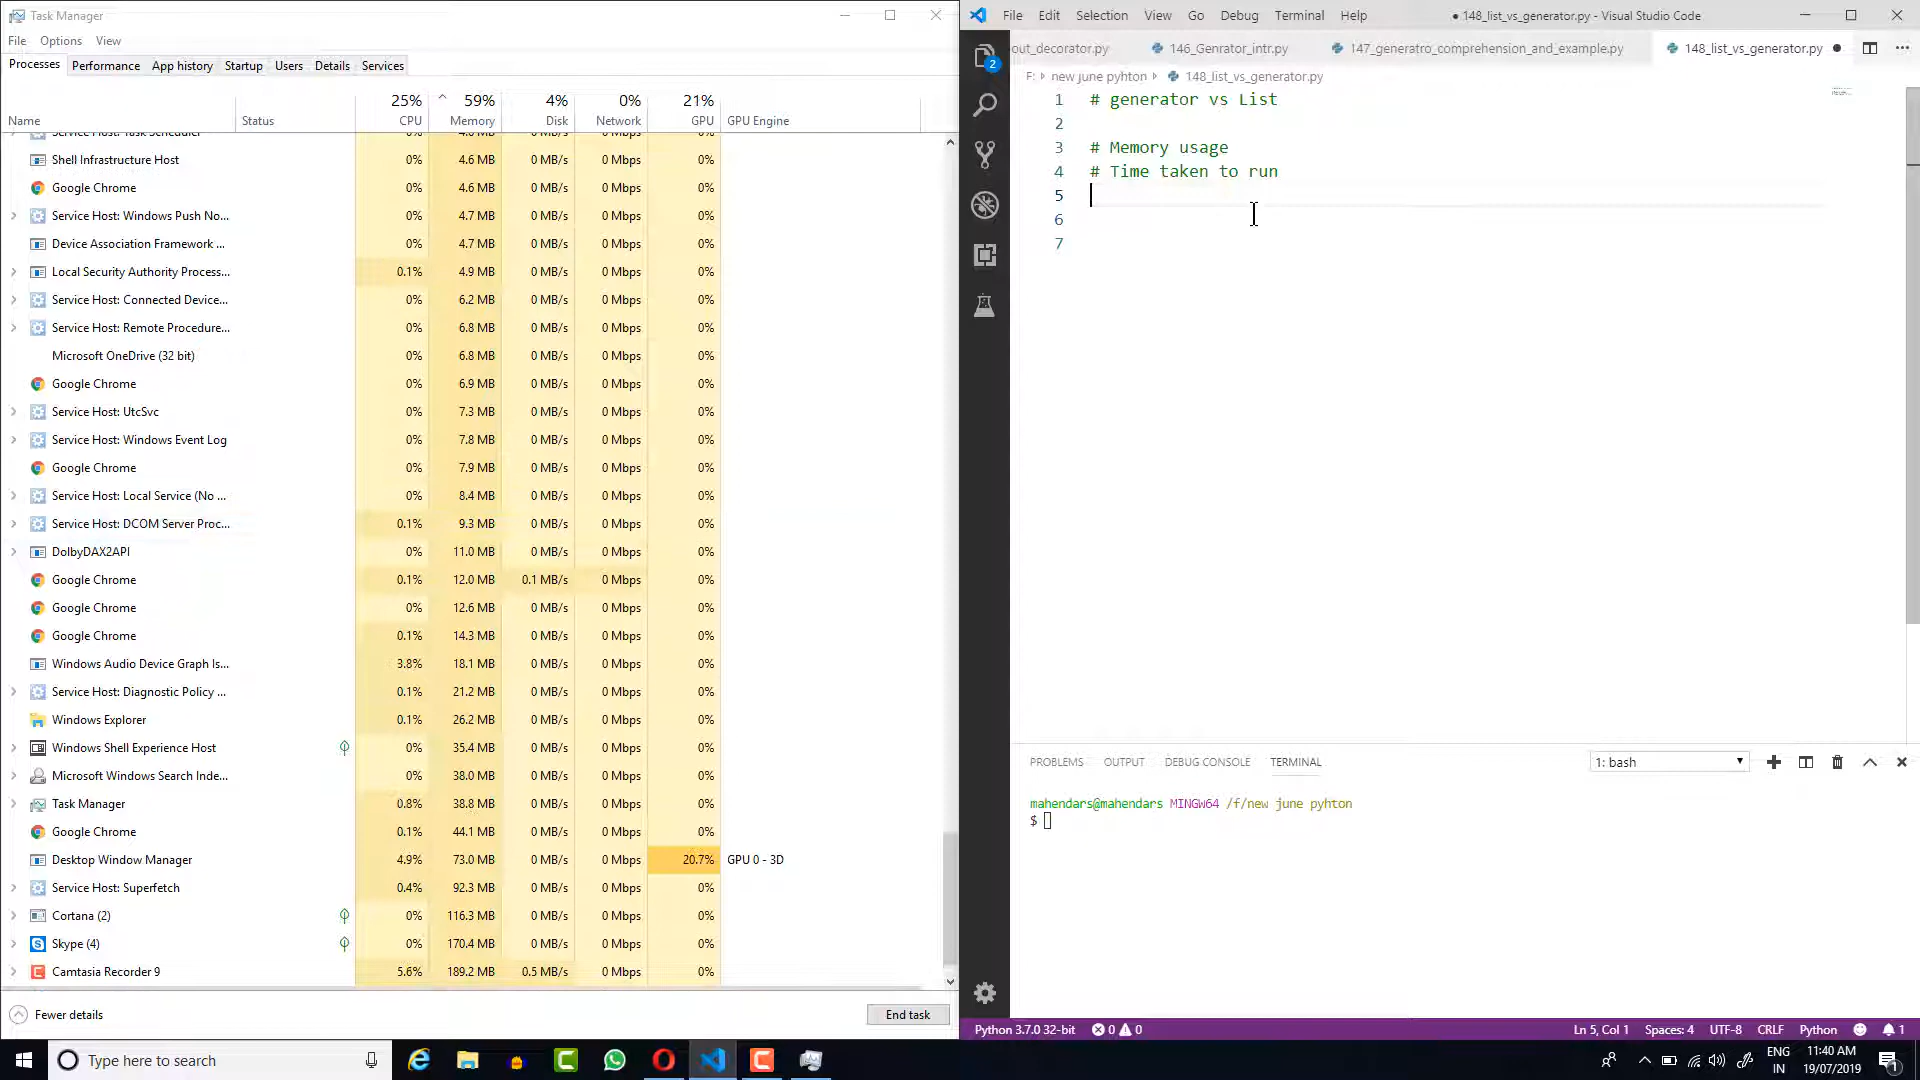 Task Manager
File Options View
Processes Performance App history Startup Users Details Services
25% 59% 4% 0% 21%
Name Status CPU Memory Disk Network GPU GPU Engine
Service Host: Task Scheduler 0% 4.6 MB 0 MB/s 0 Mbps 0%
Shell Infrastructure Host 0% 4.6 MB 0 MB/s 0 Mbps 0%
Google Chrome 0% 4.6 MB 0 MB/s 0 Mbps 0%
Service Host: Windows Push No... 0% 4.7 MB 0 MB/s 0 Mbps 0%
Device Association Framework ... 0% 4.7 MB 0 MB/s 0 Mbps 0%
Local Security Authority Process... 0.1% 4.9 MB 0 MB/s 0 Mbps 0%
Service Host: Connected Device... 0% 6.2 MB 0 MB/s 0 Mbps 0%
Service Host: Remote Procedure... 0% 6.8 MB 0 MB/s 0 Mbps 0%
Microsoft OneDrive (32 bit) 0% 6.8 MB 0 MB/s 0 Mbps 0%
Google Chrome 0% 6.9 MB 0 MB/s 0 Mbps 0%
Service Host: UtcSvc 0% 7.3 MB 0 MB/s 0 Mbps 0%
Service Host: Windows Event Log 0% 7.8 MB 0 MB/s 0 Mbps 0%
Google Chrome 0% 7.9 MB 0 MB/s 0 Mbps 0%
Service Host: Local Service (No ... 0% 8.4 MB 0 MB/s 0 Mbps 0%
Service Host: DCOM Server Proc... 0.1% 9.3 MB 0 MB/s 0 Mbps 0%
DolbyDAX2API 0% 11.0 MB 0 MB/s 0 Mbps 0%
Google Chrome 0.1% 12.0 MB 0.1 MB/s 0 Mbps 0%
Google Chrome 0% 12.6 MB 0 MB/s 0 Mbps 0%
Google Chrome 0.1% 14.3 MB 0 MB/s 0 Mbps 0%
Windows Audio Device Graph Is... 3.8% 18.1 MB 0 MB/s 0 Mbps 0%
Service Host: Diagnostic Policy ... 0.1% 21.2 MB 0 MB/s 0 Mbps 0%
Windows Explorer 0.1% 26.2 MB 0 MB/s 0 Mbps 0%
Windows Shell Experience Host 0% 35.4 MB 0 MB/s 0 Mbps 0%
Microsoft Windows Search Inde... 0% 38.0 MB 0 MB/s 0 Mbps 0%
Task Manager 0.8% 38.8 MB 0 MB/s 0 Mbps 0%
Google Chrome 0.1% 44.1 MB 0 MB/s 0 Mbps 0%
Desktop Window Manager 4.9% 73.0 MB 0 MB/s 0 Mbps 20.7% GPU 0 - 3D
Service Host: Superfetch 0.4% 92.3 MB 0 MB/s 0 Mbps 0%
Cortana (2) 0% 116.3 MB 0 MB/s 0 Mbps 0%
Skype (4) 0% 170.4 MB 0 MB/s 0 Mbps 0%
Camtasia Recorder 9 5.6% 189.2 MB 0.5 MB/s 0 Mbps 0%
Fewer details End task
File Edit Selection View Go Debug Terminal Help ● 148_list_vs_generator.py - Visual Studio Code
out_decorator.py 146_Genrator_intr.py 147_generatro_comprehension_and_example.py 148_list_vs_generator.py
2
F: new june pyhton 148_list_vs_generator.py
1 # generator vs List
2
3 # Memory usage
4 # Time taken to run
5
6
7
PROBLEMS OUTPUT DEBUG CONSOLE TERMINAL 1: bash
mahendars@mahendars MINGW64 /f/new june pyhton
$
Python 3.7.0 32-bit 0 0 Ln 5, Col 1 Spaces: 4 UTF-8 CRLF Python 1
Type here to search
ENG
IN
11:40 AM
19/07/2019
1